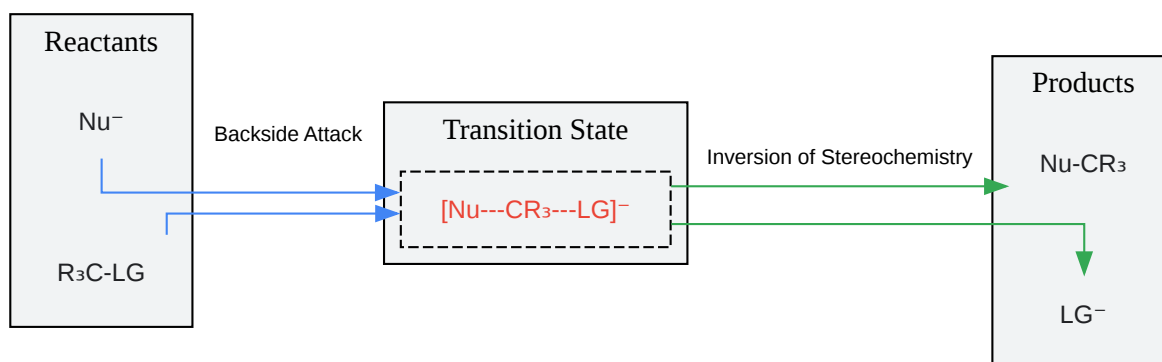 Reactants
Nu⁻
R₃C-LG
Backside Attack
Transition State
[Nu---CR₃---LG]⁻
Inversion of Stereochemistry
Products
Nu-CR₃
LG⁻